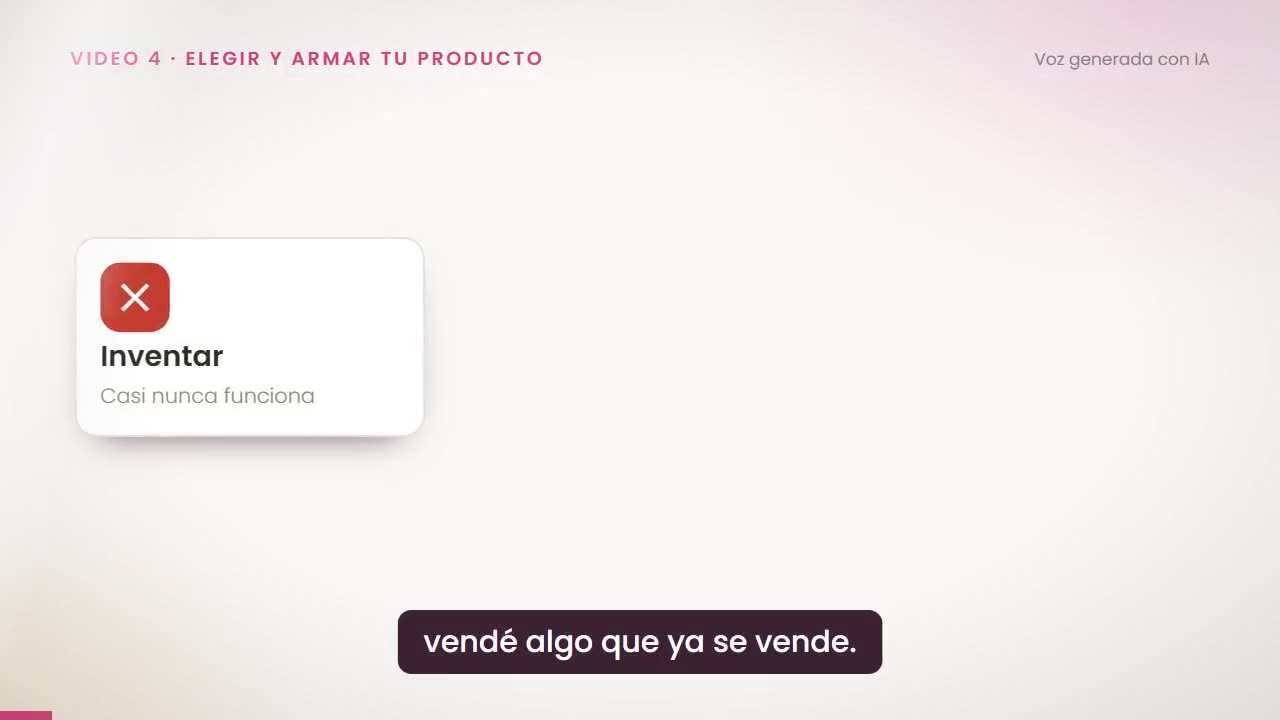 VIDEO 4 · ELEGIR Y ARMAR TU PRODUCTO
Voz generada con IA
Inventar
Casi nunca funciona
vendé algo que ya se vende.